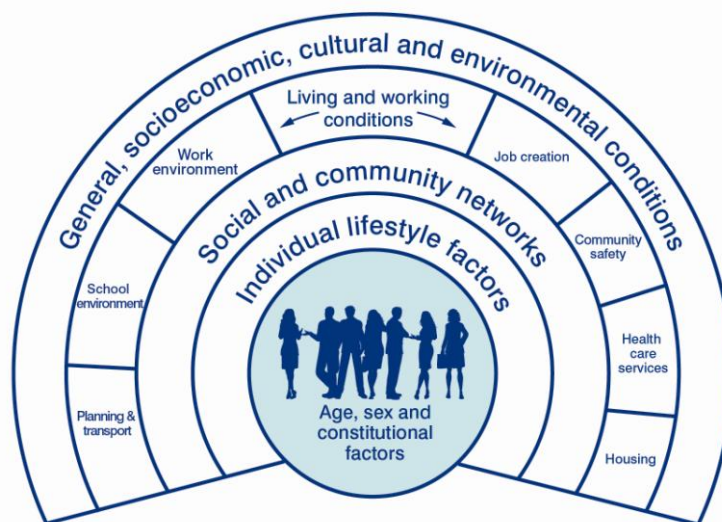 General, socioeconomic, cultural and environmental conditions
Living and working
conditions
Work
environment
Job creation
School
environment
Community
safety
Planning &
transport
Health
care
services
Housing
Social and community networks
Individual lifestyle factors
Age, sex and
constitutional
factors